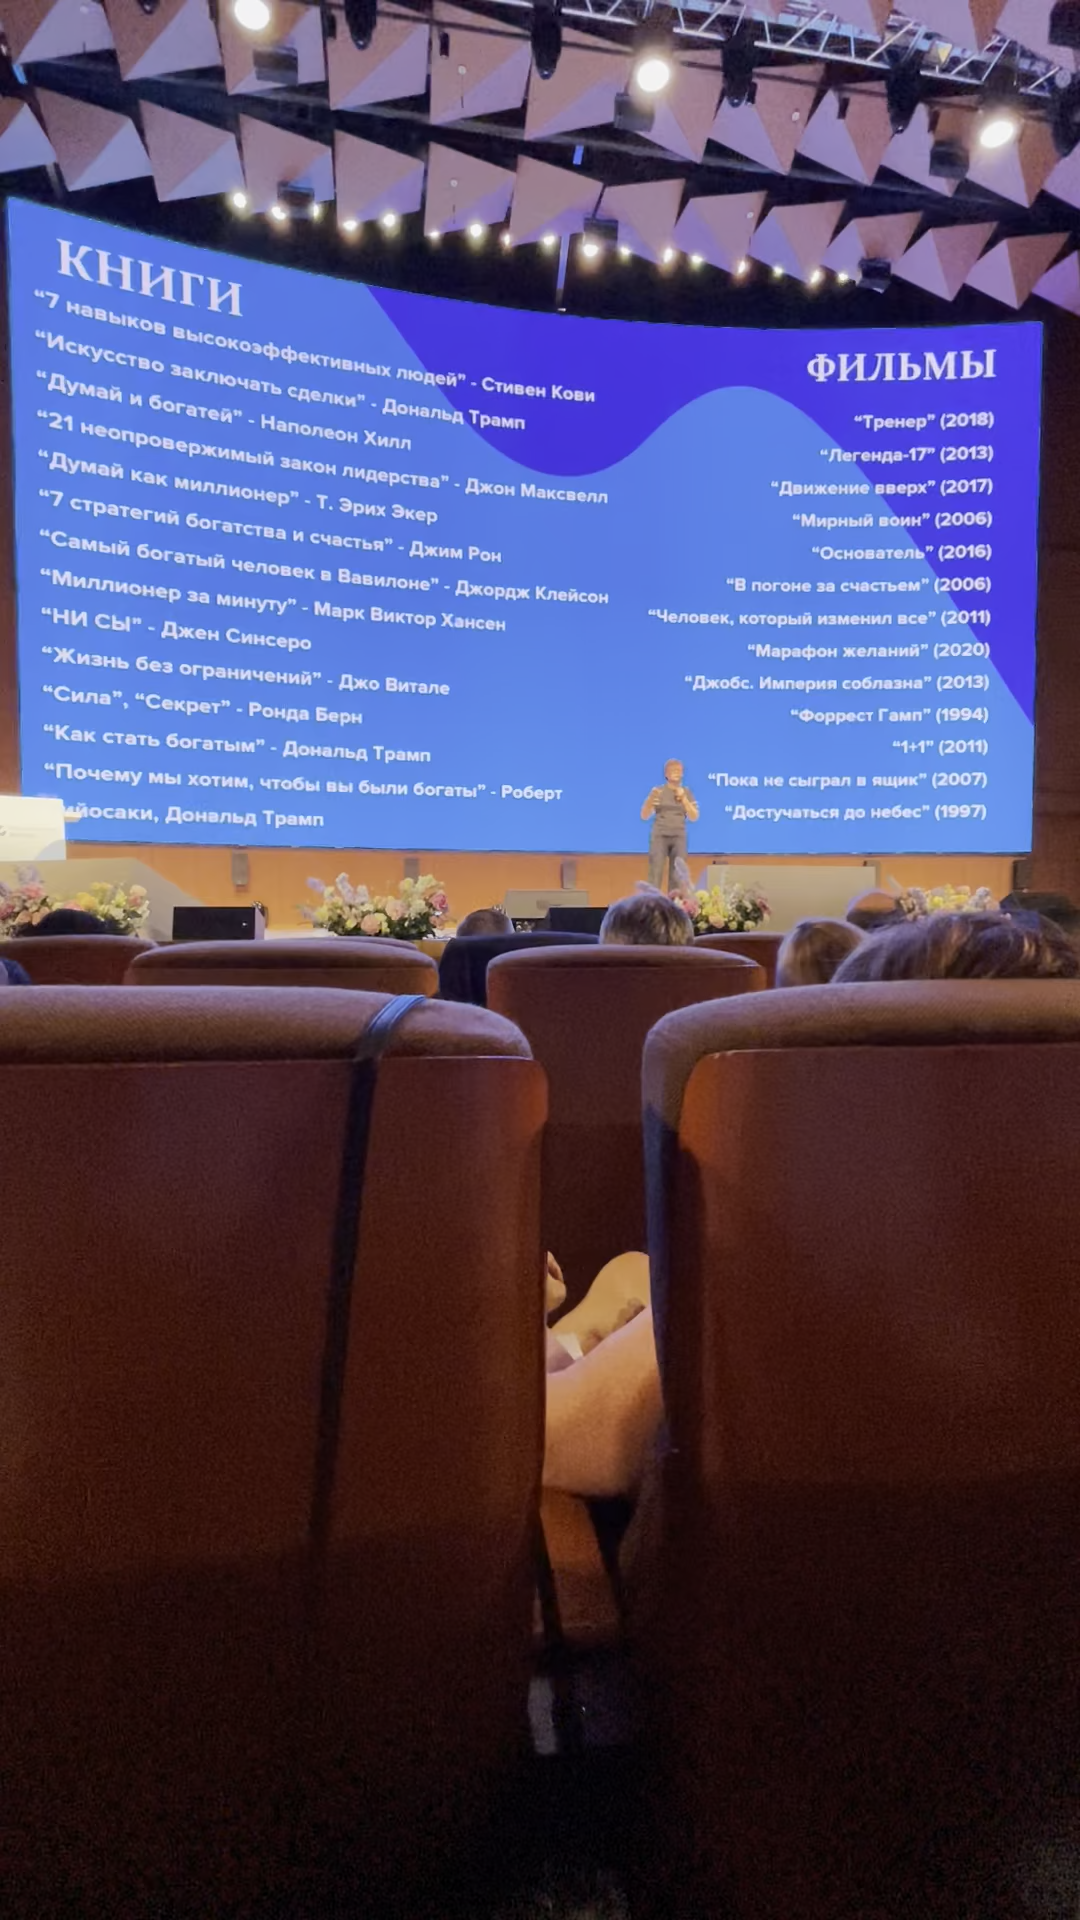 КНИГИ
“7 навыков высокоэффективных людей” - Стивен Кови
“Искусство заключать сделки” - Дональд Трамп
“Думай и богатей” - Наполеон Хилл
“21 неопровержимый закон лидерства” - Джон Максвелл
“Думай как миллионер” - Т. Эрих Экер
“7 стратегий богатства и счастья” - Джим Рон
“Самый богатый человек в Вавилоне” - Джордж Клейсон
“Миллионер за минуту” - Марк Виктор Хансен
“НИ СЫ” - Джен Синсеро
“Жизнь без ограничений” - Джо Витале
“Сила”, “Секрет” - Ронда Берн
“Как стать богатым” - Дональд Трамп
“Почему мы хотим, чтобы вы были богаты” - Роберт
Дональд Трамп
ФИЛЬМЫ
“Тренер” (2018)
“Легенда-17” (2013)
“Движение вверх” (2017)
“Мирный воин” (2006)
“Основатель” (2016)
“В погоне за счастьем” (2006)
“Человек, который изменил все” (2011)
“Марафон желаний” (2020)
“Джобс. Империя соблазна” (2013)
“Форрест Гамп” (1994)
“1+1” (2011)
“Пока не сыграл в ящик” (2007)
“Достучаться до небес” (1997)